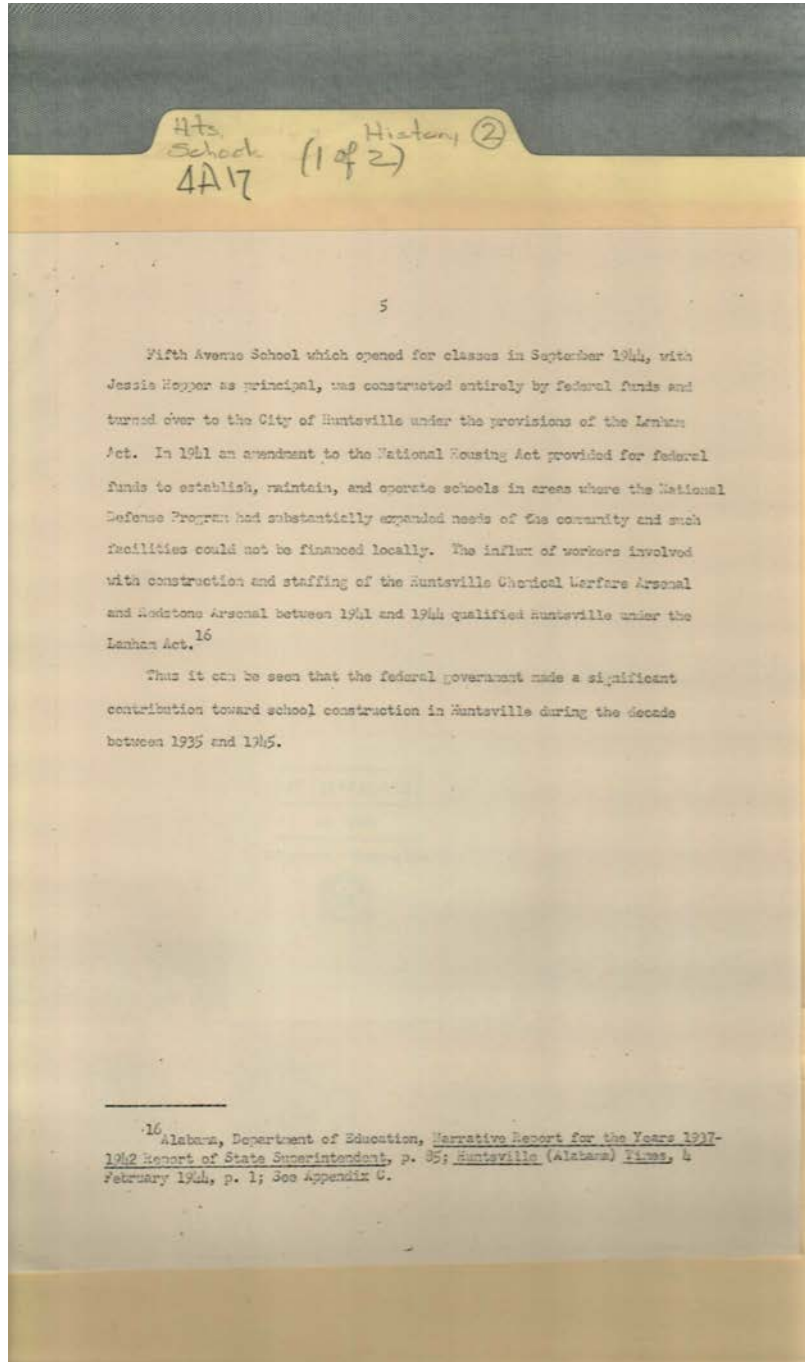 Hts. History ②
School (1 of 2)
4A17
5
Fifth Avenue School which opened for classes in September 1944, with
Jessie Hopper as principal, was constructed entirely by federal funds and
turned over to the City of Huntsville under the provisions of the Lanham
Act. In 1941 an amendment to the National Housing Act provided for federal
funds to establish, maintain, and operate schools in areas where the National
Defense Program had substantially expanded needs of the community and such
facilities could not be financed locally. The influx of workers involved
with construction and staffing of the Huntsville Chemical Warfare Arsenal
and Redstone Arsenal between 1941 and 1944 qualified Huntsville under the
Lanham Act.16
Thus it can be seen that the federal government made a significant
contribution toward school construction in Huntsville during the decade
between 1935 and 1945.
16Alabama, Department of Education, Narrative Report for the Years 1937-
1942 Report of State Superintendent, p. 85; Huntsville (Alabama) Times, 4
February 1944, p. 1; See Appendix C.